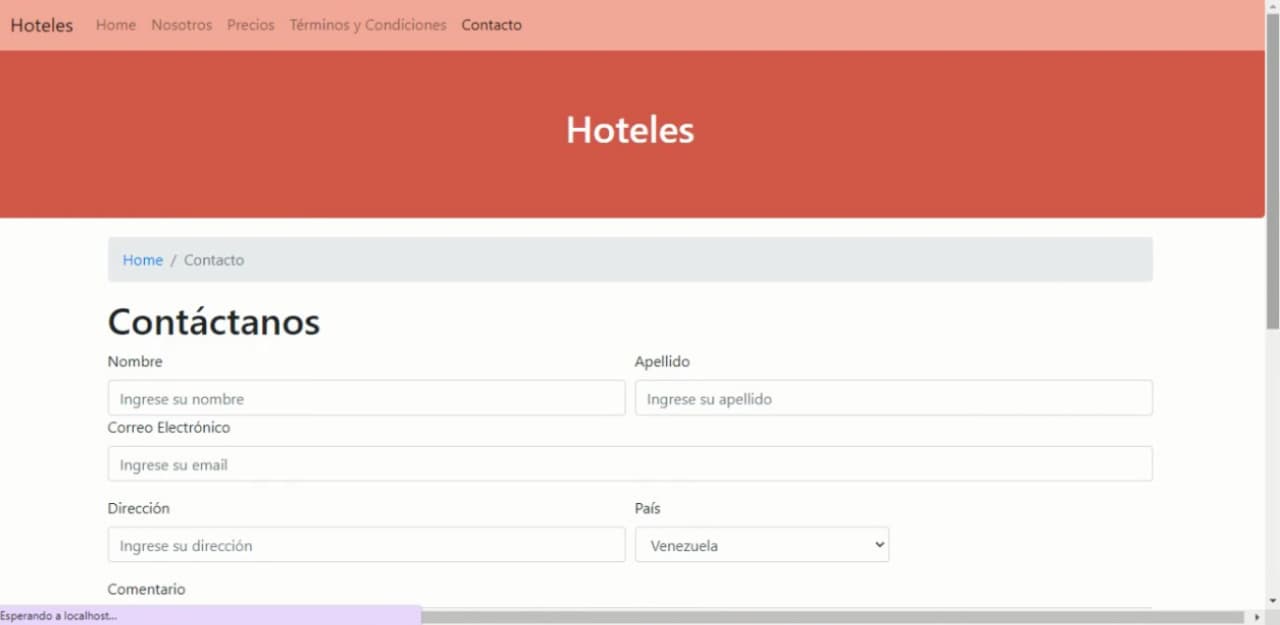 Hoteles Home Nosotros Precios Términos y Condiciones Contacto
Hoteles
Home / Contacto
Contáctanos
Nombre Apellido
Ingrese su nombre Ingrese su apellido
Correo Electrónico
Ingrese su email
Dirección País
Ingrese su dirección Venezuela
Comentario
Esperando a localhost...